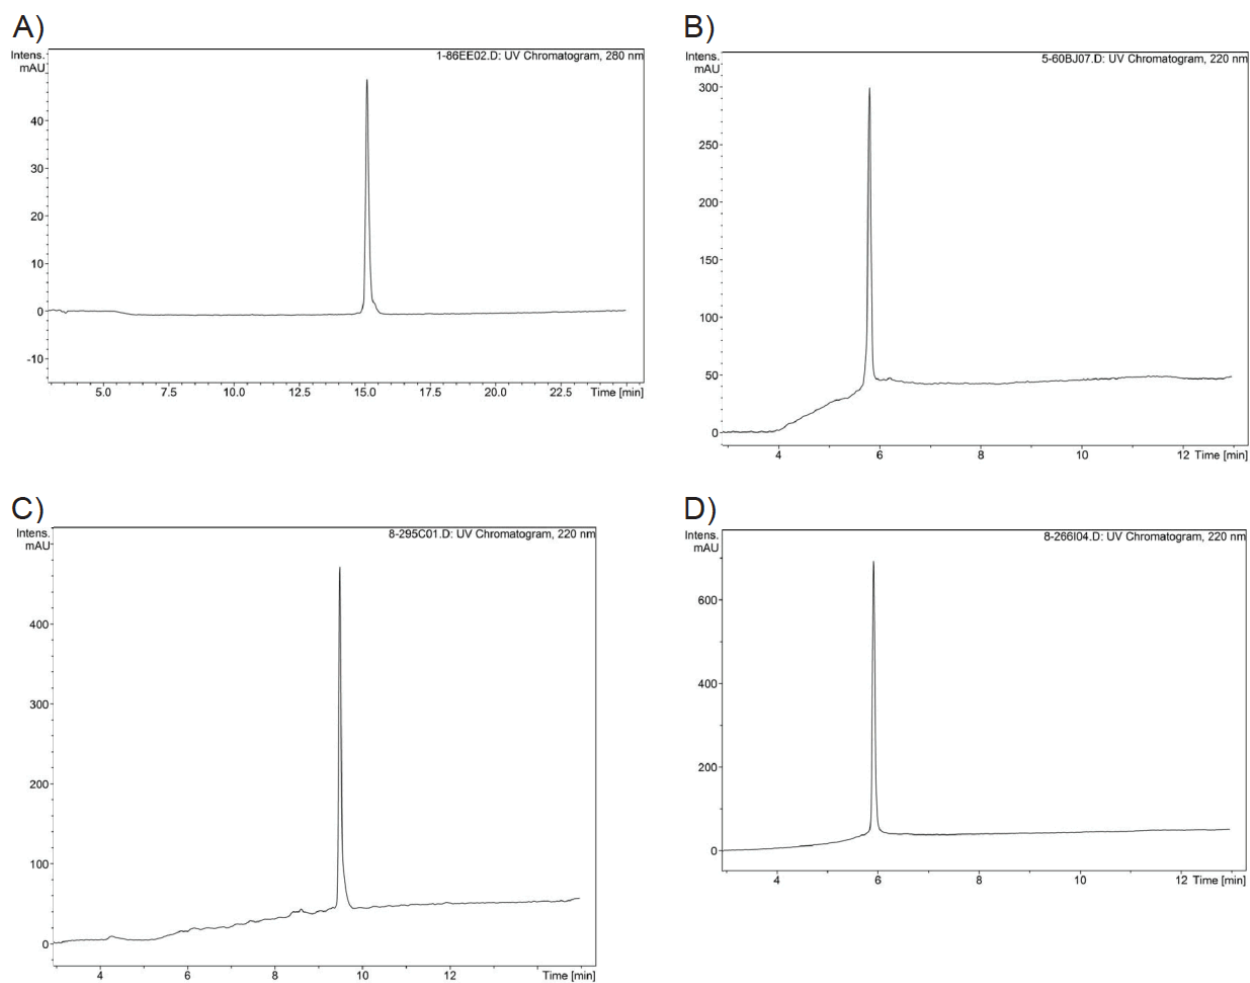 A)
Intens.
mAU
1-86EE02.D: UV Chromatogram, 280 nm
40
30
20
10
0
-10
5.0 7.5 10.0 12.5 15.0 17.5 20.0 22.5 Time [min]
B)
Intens.
mAU
5-60BJ07.D: UV Chromatogram, 220 nm
300
250
200
150
100
50
0
4 6 8 10 12 Time [min]
C)
Intens.
mAU
8-295C01.D: UV Chromatogram, 220 nm
400
300
200
100
0
4 6 8 10 12 Time [min]
D)
Intens.
mAU
8-266I04.D: UV Chromatogram, 220 nm
600
400
200
0
4 6 8 10 12 Time [min]